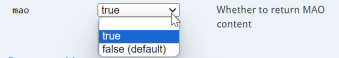 mao true Whether to return MAO
content
true
false (default)